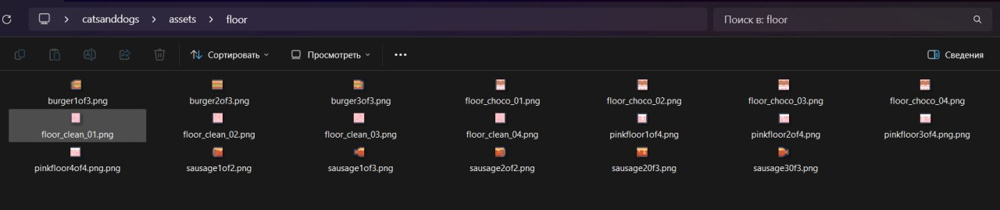 catsanddogs > assets > floor
Поиск в: floor
Сортировать
Просмотреть
Сведения
burger1of3.png
burger2of3.png
burger3of3.png
floor_choco_01.png
floor_choco_02.png
floor_choco_03.png
floor_choco_04.png
floor_clean_01.png
floor_clean_02.png
floor_clean_03.png
floor_clean_04.png
pinkfloor1of4.png
pinkfloor2of4.png
pinkfloor3of4.png.png
pinkfloor4of4.png.png
sausage1of2.png
sausage1of3.png
sausage2of2.png
sausage20f3.png
sausage30f3.png